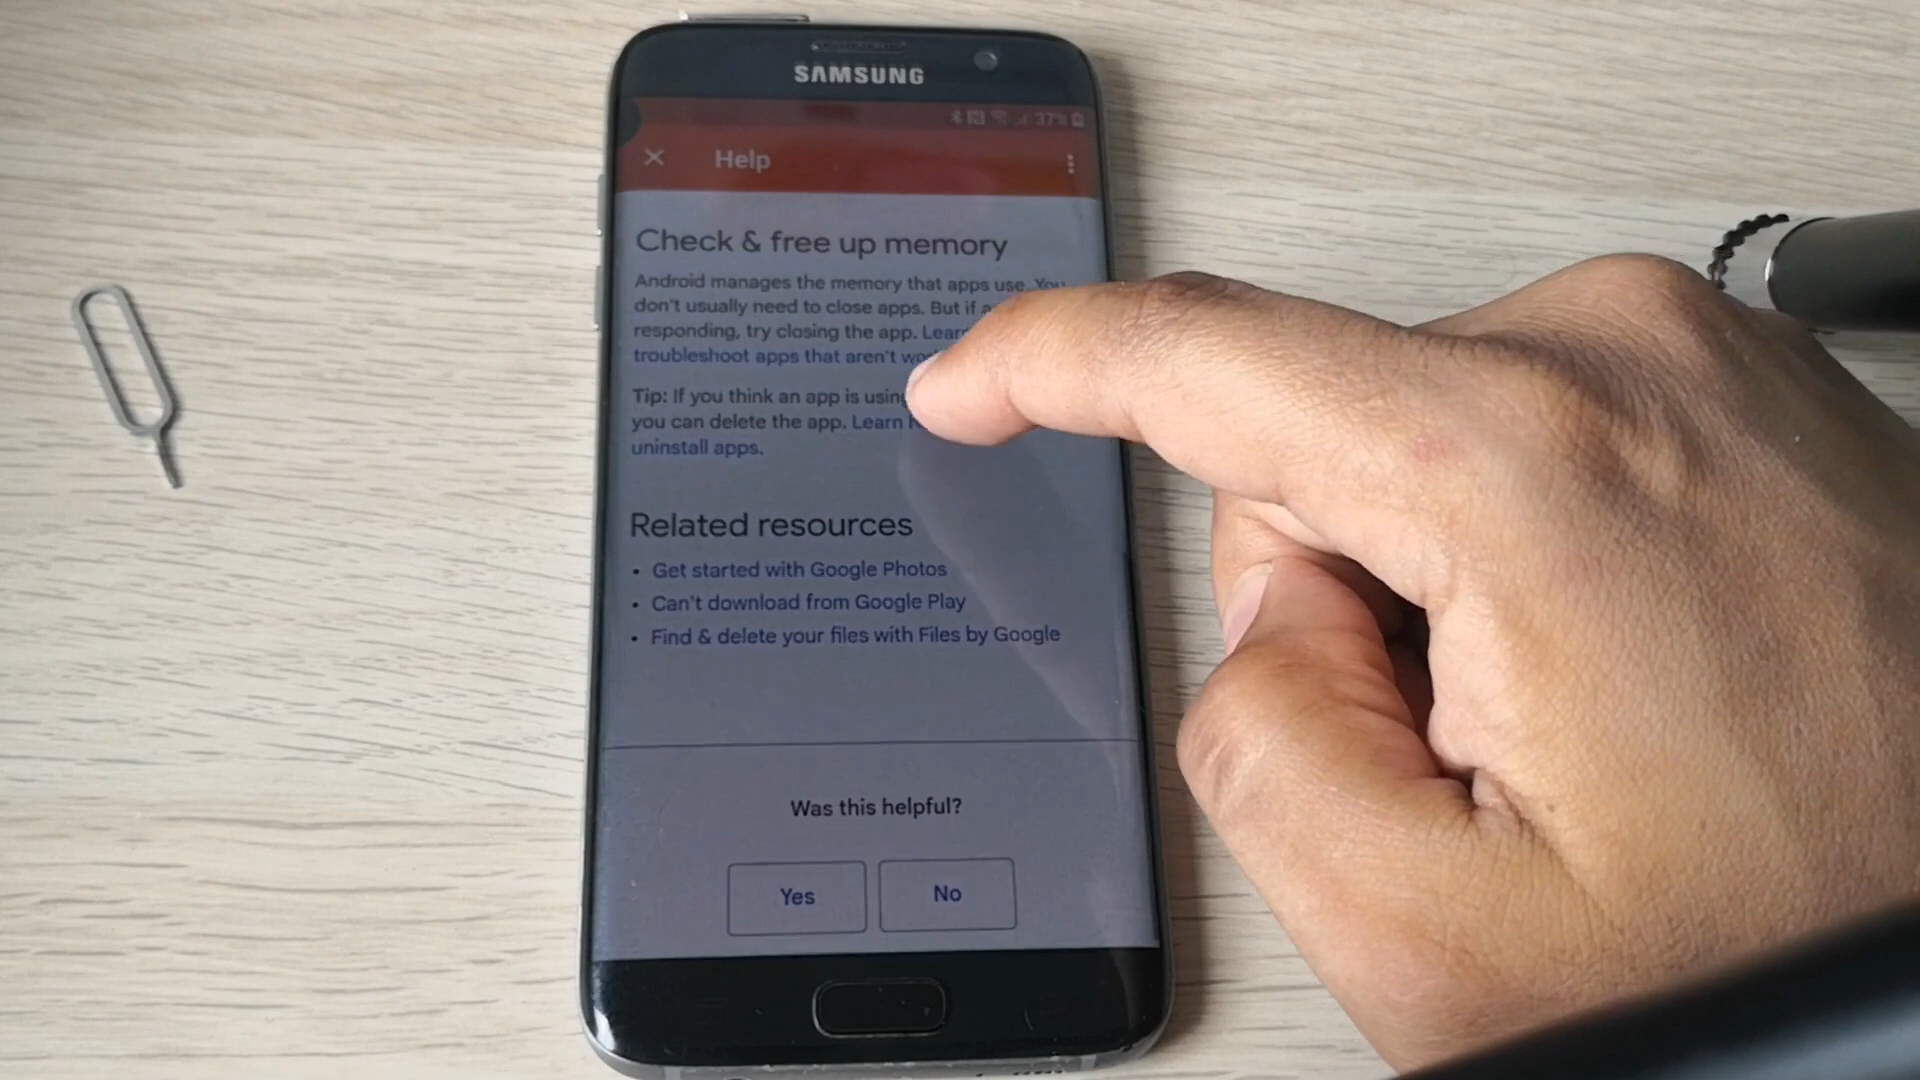 SAMSUNG
37%
Help
Check & free up memory
Android manages the memory that apps use. You
don't usually need to close apps. But if
responding, try closing the app. Learn
troubleshoot apps that aren't
Tip: If you think an app is using
you can delete the app. Learn
uninstall apps.
Related resources
• Get started with Google Photos
• Can't download from Google Play
• Find & delete your files with Files by Google
Was this helpful?
Yes
No